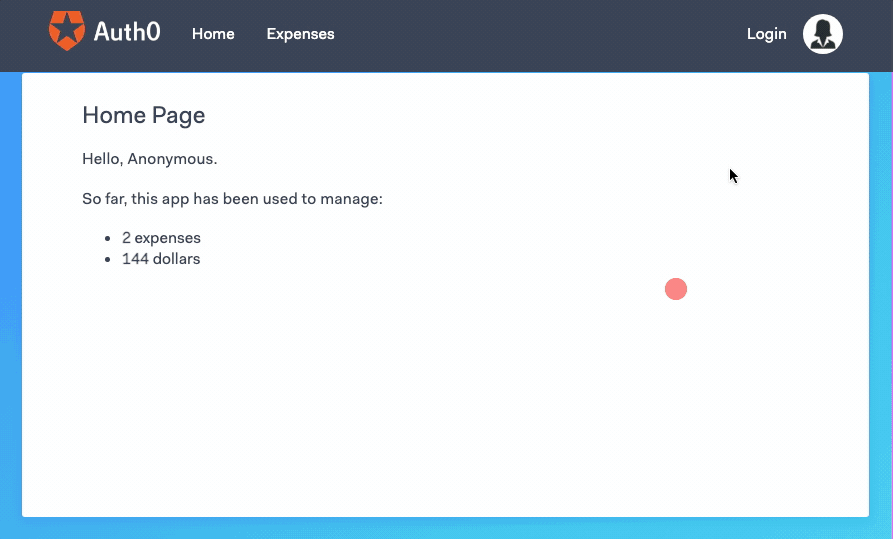 Auth0 Home Expenses Login
Home Page
Hello, Anonymous.
So far, this app has been used to manage:
• 2 expenses
• 144 dollars